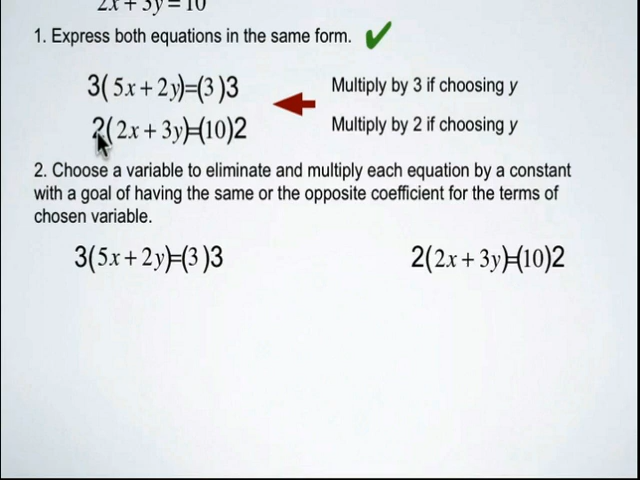 2x + 3y = 10
1. Express both equations in the same form.
3( 5x + 2y)=(3 )3 Multiply by 3 if choosing y
2( 2x + 3y)=(10)2 Multiply by 2 if choosing y
2. Choose a variable to eliminate and multiply each equation by a constant
with a goal of having the same or the opposite coefficient for the terms of
chosen variable.
3(5x + 2y)=(3 )3 2(2x + 3y)=(10)2